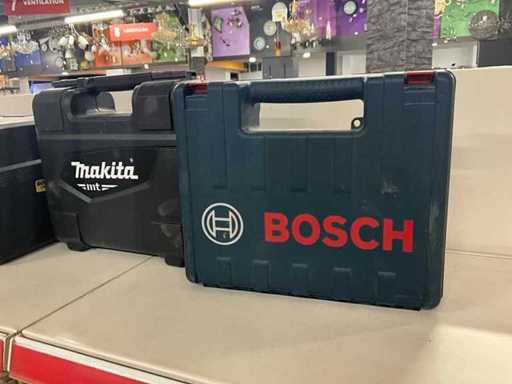 VENTILATION
makita
mt
BOSCH